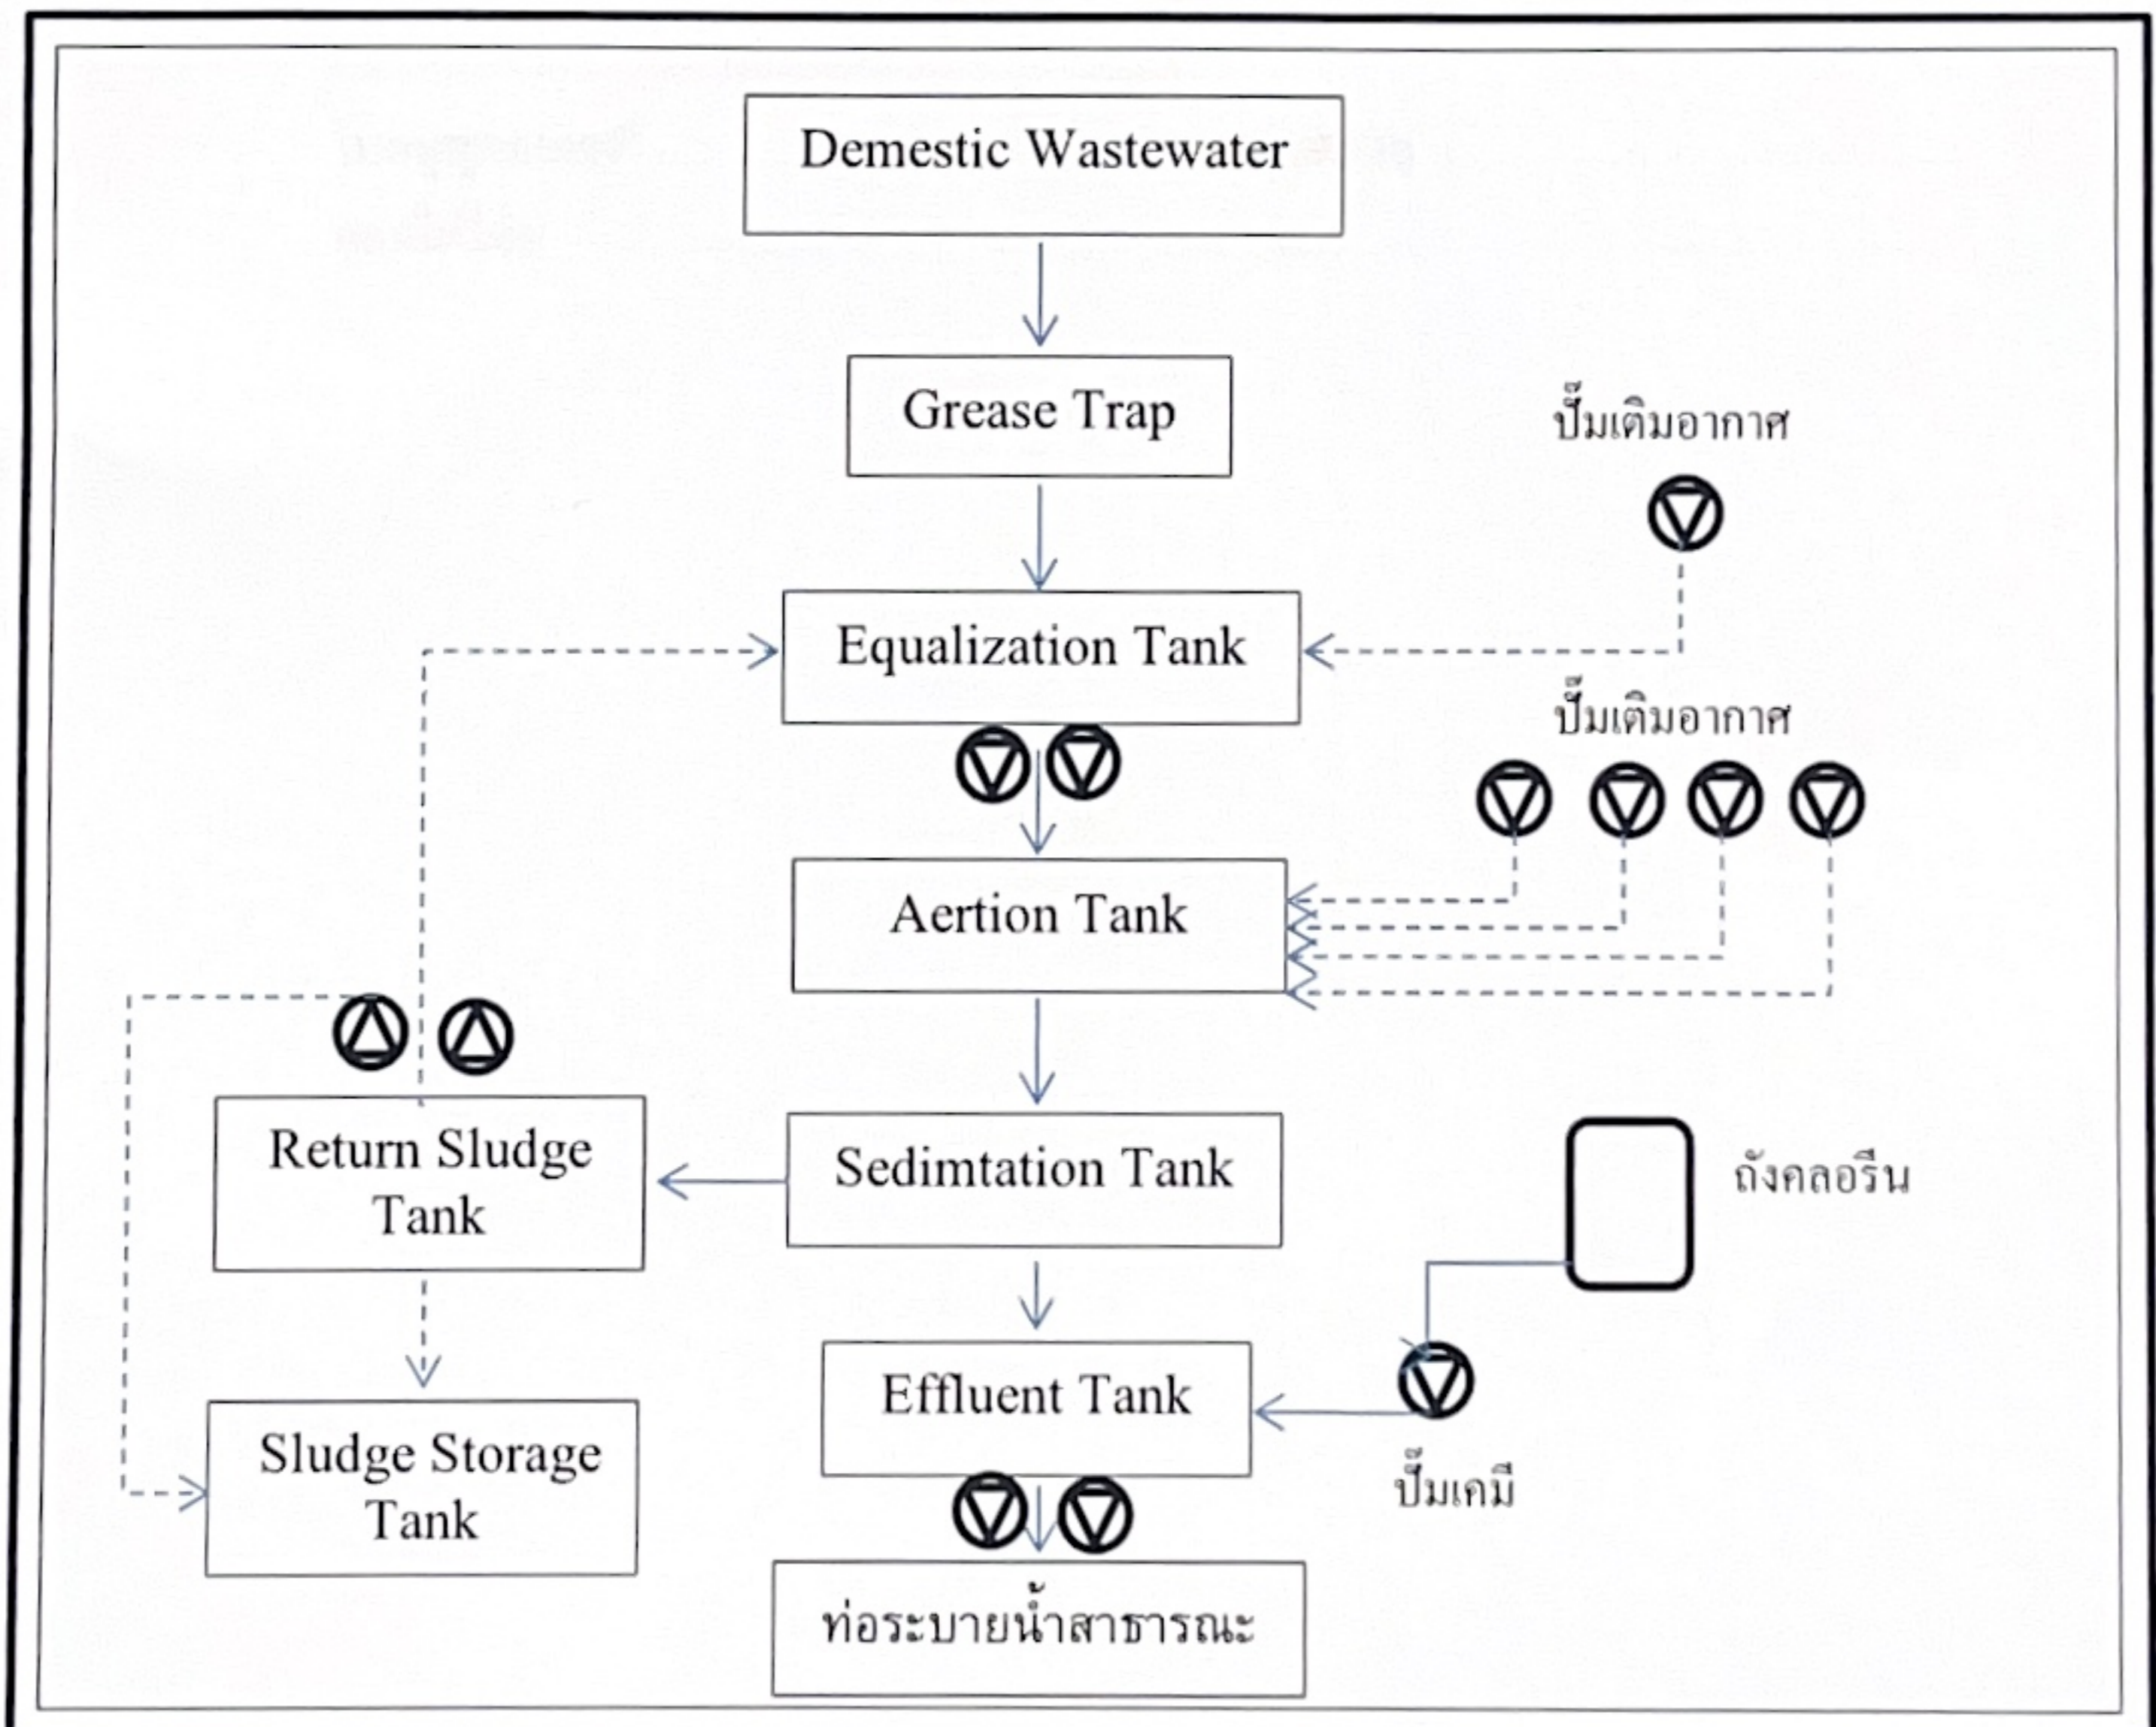 Demestic Wastewater
Grease Trap
ปั๊มเติมอากาศ
Equalization Tank
ปั๊มเติมอากาศ
Aertion Tank
Return Sludge
Tank
Sedimtation Tank
ถังคลอรีน
Effluent Tank
ปั๊มเคมี
Sludge Storage
Tank
ท่อระบายน้ำสาธารณะ